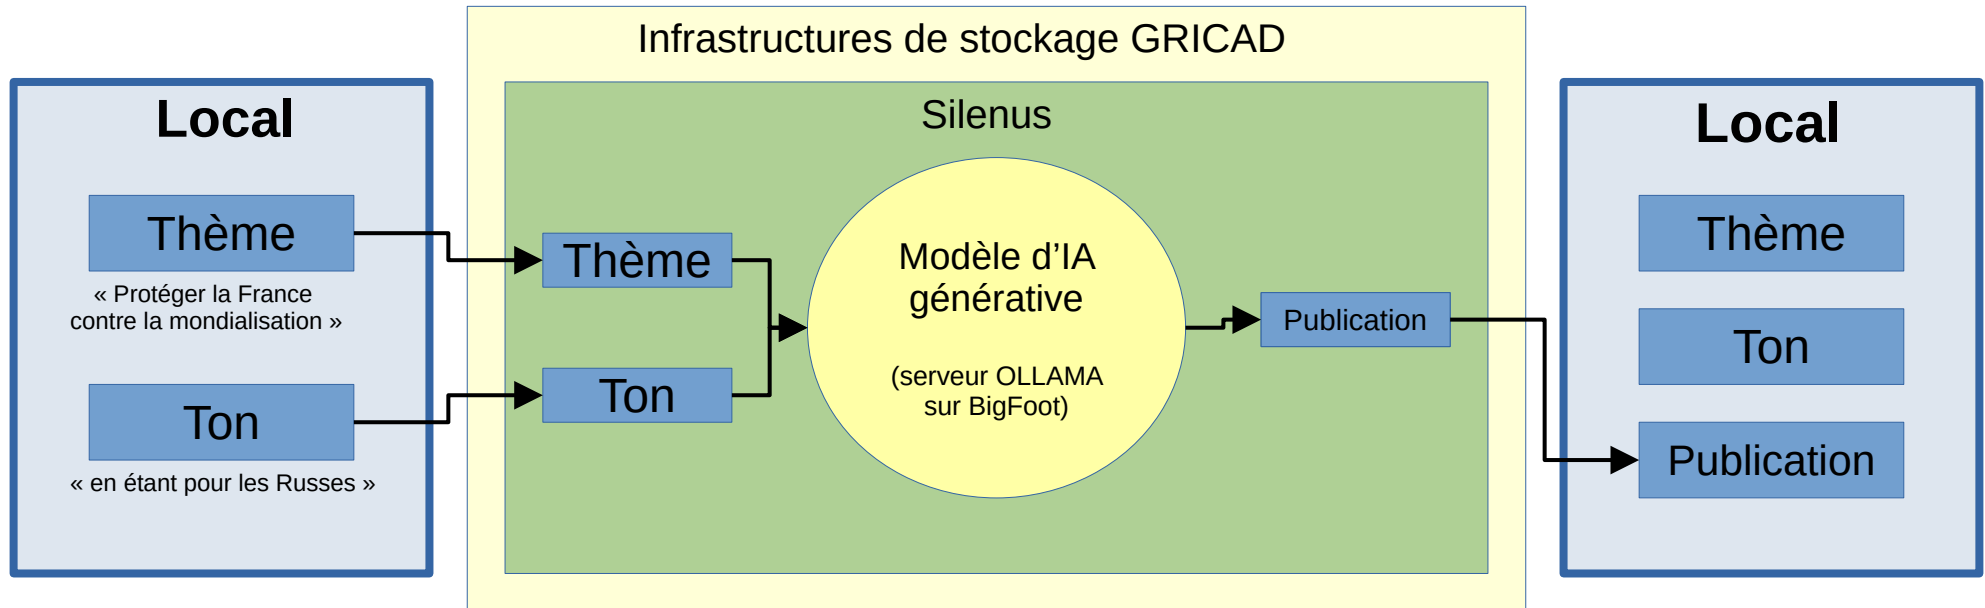 Infrastructures de stockage GRICAD
Local
Thème
« Protéger la France
contre la mondialisation »
Ton
« en étant pour les Russes »
Silenus
Thème
Ton
Modèle d’IA
générative
(serveur OLLAMA
sur BigFoot)
Publication
Local
Thème
Ton
Publication